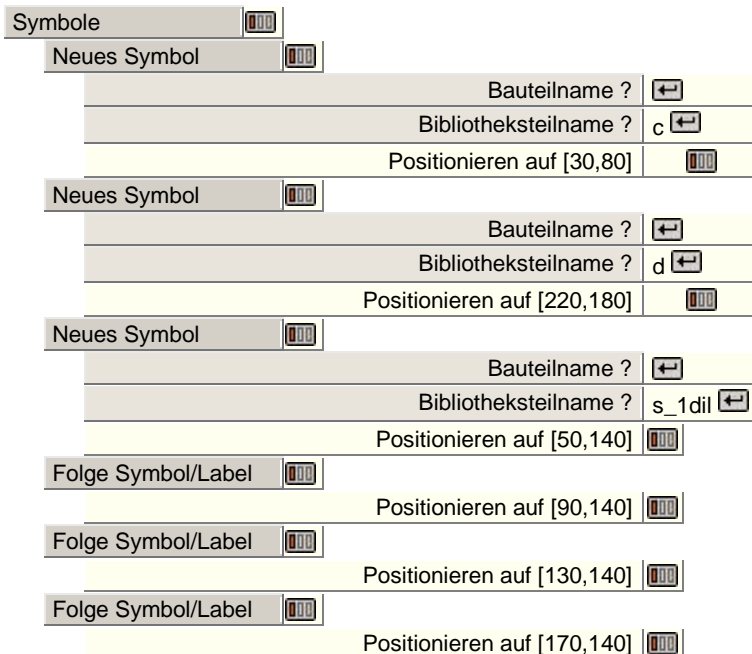 Symbole
Neues Symbol
Bauteilname ?
Bibliotheksteilname ? c
Positionieren auf [30,80]
Neues Symbol
Bauteilname ?
Bibliotheksteilname ? d
Positionieren auf [220,180]
Neues Symbol
Bauteilname ?
Bibliotheksteilname ? s_1dil
Positionieren auf [50,140]
Folge Symbol/Label
Positionieren auf [90,140]
Folge Symbol/Label
Positionieren auf [130,140]
Folge Symbol/Label
Positionieren auf [170,140]